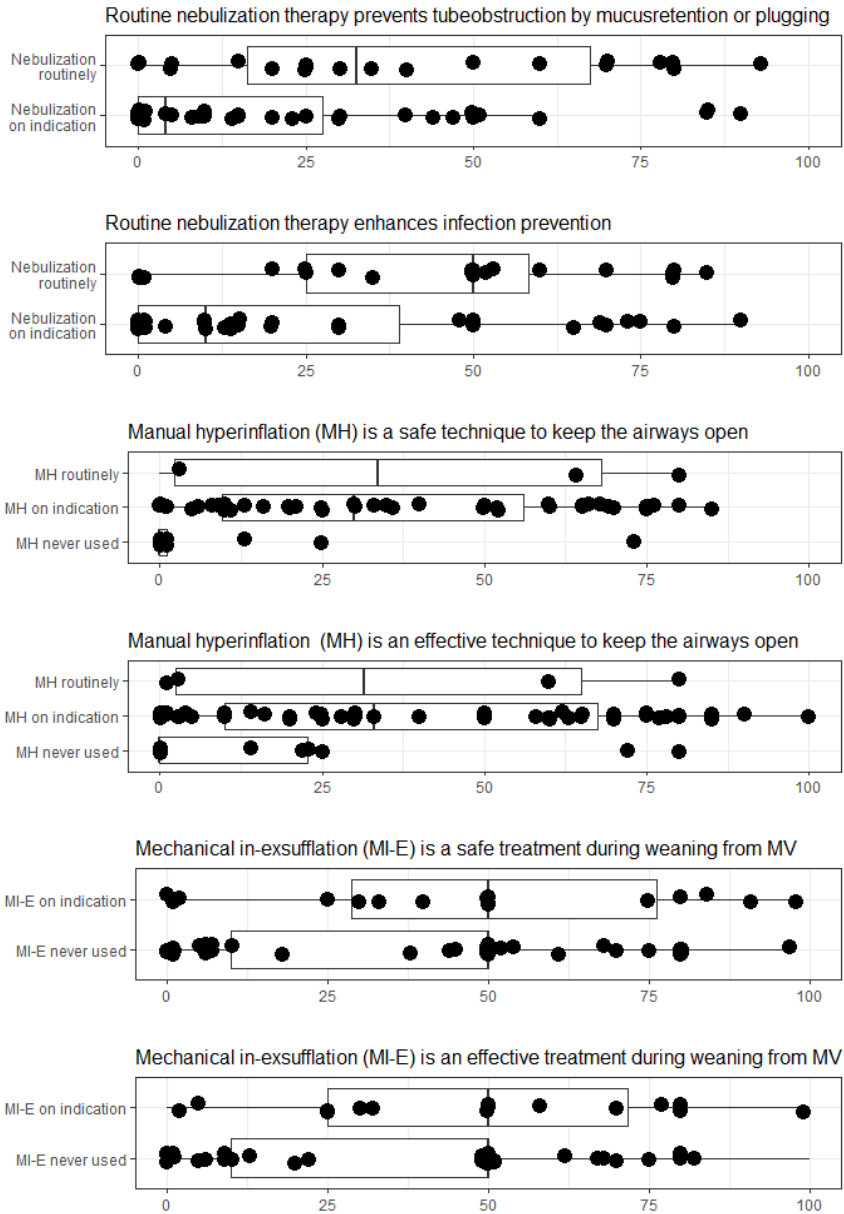 Routine nebulization therapy prevents tubeobstruction by mucusretention or plugging
Nebulization
routinely
Nebulization
on indication
0 25 50 75 100
Routine nebulization therapy enhances infection prevention
Nebulization
routinely
Nebulization
on indication
0 25 50 75 100
Manual hyperinflation (MH) is a safe technique to keep the airways open
MH routinely
MH on indication
MH never used
0 25 50 75 100
Manual hyperinflation (MH) is an effective technique to keep the airways open
MH routinely
MH on indication
MH never used
0 25 50 75 100
Mechanical in-exsufflation (MI-E) is a safe treatment during weaning from MV
MI-E on indication
MI-E never used
0 25 50 75 100
Mechanical in-exsufflation (MI-E) is an effective treatment during weaning from MV
MI-E on indication
MI-E never used
0 25 50 75 100